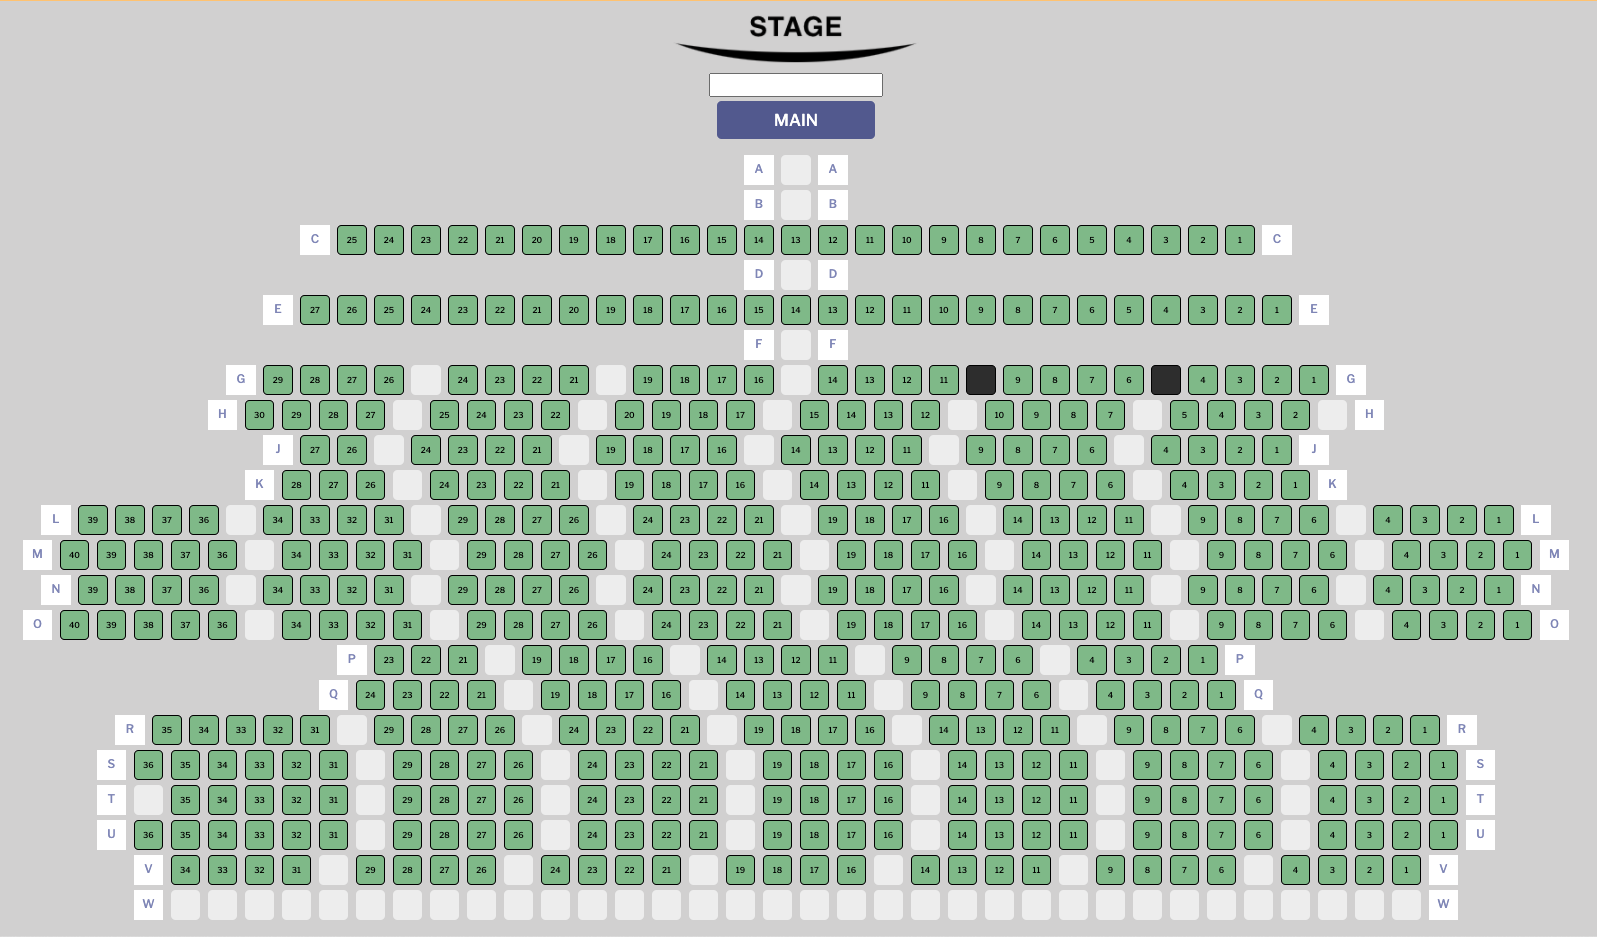 STAGE
MAIN
A A
B B
C 25 24 23 22 21 20 19 18 17 16 15 14 13 12 11 10 9 8 7 6 5 4 3 2 1 C
D D
E 27 26 25 24 23 22 21 20 19 18 17 16 15 14 13 12 11 10 9 8 7 6 5 4 3 2 1 E
F F
G 29 28 27 26 24 23 22 21 19 18 17 16 14 13 12 11 9 8 7 6 4 3 2 1 G
H 30 29 28 27 25 24 23 22 20 19 18 17 15 14 13 12 10 9 8 7 5 4 3 2 H
J 27 26 24 23 22 21 19 18 17 16 14 13 12 11 9 8 7 6 4 3 2 1 J
K 28 27 26 24 23 22 21 19 18 17 16 14 13 12 11 9 8 7 6 4 3 2 1 K
L 39 38 37 36 34 33 32 31 29 28 27 26 24 23 22 21 19 18 17 16 14 13 12 11 9 8 7 6 4 3 2 1 L
M 40 39 38 37 36 34 33 32 31 29 28 27 26 24 23 22 21 19 18 17 16 14 13 12 11 9 8 7 6 4 3 2 1 M
N 39 38 37 36 34 33 32 31 29 28 27 26 24 23 22 21 19 18 17 16 14 13 12 11 9 8 7 6 4 3 2 1 N
O 40 39 38 37 36 34 33 32 31 29 28 27 26 24 23 22 21 19 18 17 16 14 13 12 11 9 8 7 6 4 3 2 1 O
P 23 22 21 19 18 17 16 14 13 12 11 9 8 7 6 4 3 2 1 P
Q 24 23 22 21 19 18 17 16 14 13 12 11 9 8 7 6 4 3 2 1 Q
R 35 34 33 32 31 29 28 27 26 24 23 22 21 19 18 17 16 14 13 12 11 9 8 7 6 4 3 2 1 R
S 36 35 34 33 32 31 29 28 27 26 24 23 22 21 19 18 17 16 14 13 12 11 9 8 7 6 4 3 2 1 S
T 35 34 33 32 31 29 28 27 26 24 23 22 21 19 18 17 16 14 13 12 11 9 8 7 6 4 3 2 1 T
U 36 35 34 33 32 31 29 28 27 26 24 23 22 21 19 18 17 16 14 13 12 11 9 8 7 6 4 3 2 1 U
V 34 33 32 31 29 28 27 26 24 23 22 21 19 18 17 16 14 13 12 11 9 8 7 6 4 3 2 1 V
W W